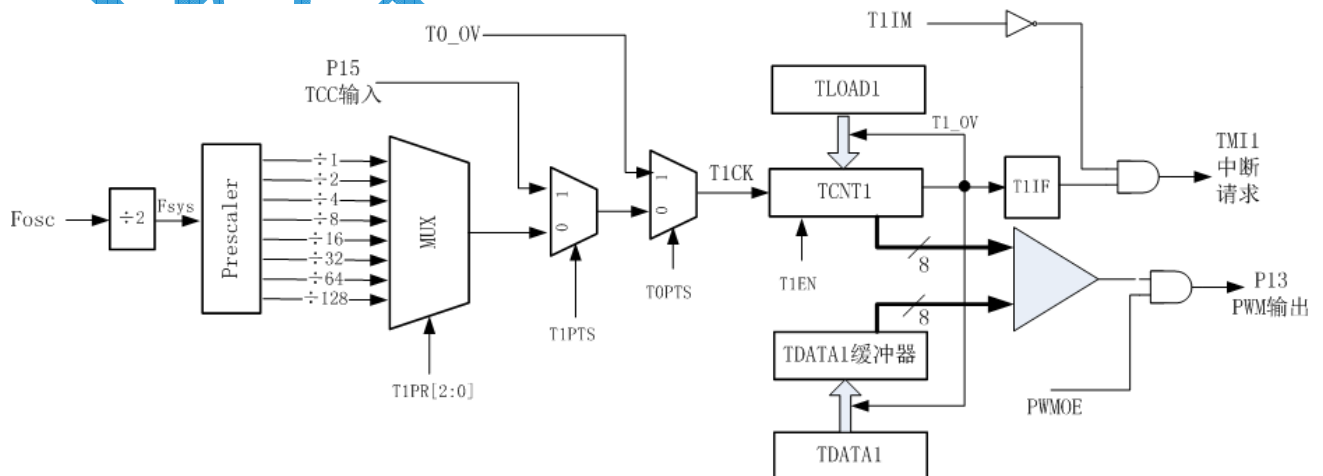 T0_OV
T1IM
P15
TCC输入
TLOAD1
T1_OV
TMI1
中断
请求
T1CK
TCNT1
T1IF
Fosc
÷2
Fsys
Prescaler
÷1
÷2
÷4
÷8
÷16
÷32
÷64
÷128
MUX
1
0
1
0
T1PTS
T0PTS
T1PR[2:0]
T1EN
8
8
P13
PWM输出
TDATA1缓冲器
PWMOE
TDATA1